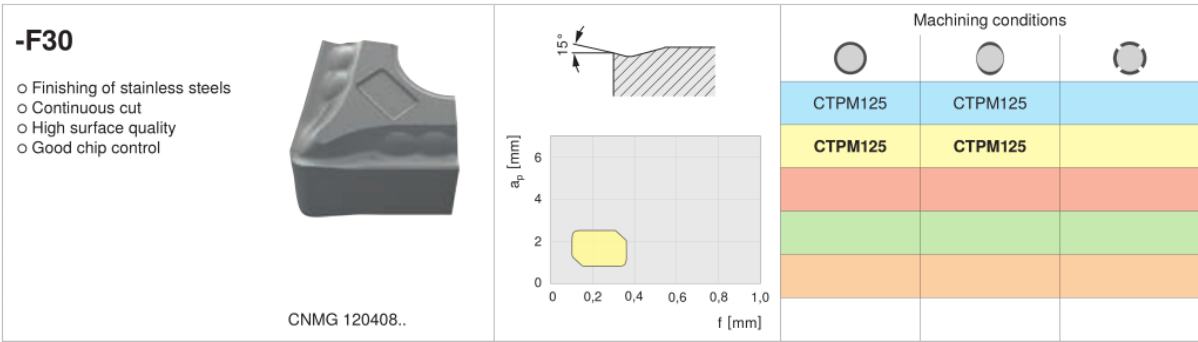 -F30
○ Finishing of stainless steels
○ Continuous cut
○ High surface quality
○ Good chip control
CNMG 120408..
15°
aₚ [mm]
6
4
2
0
0 0,2 0,4 0,6 0,8 1,0
f [mm]
Machining conditions
CTPM125 CTPM125
CTPM125 CTPM125